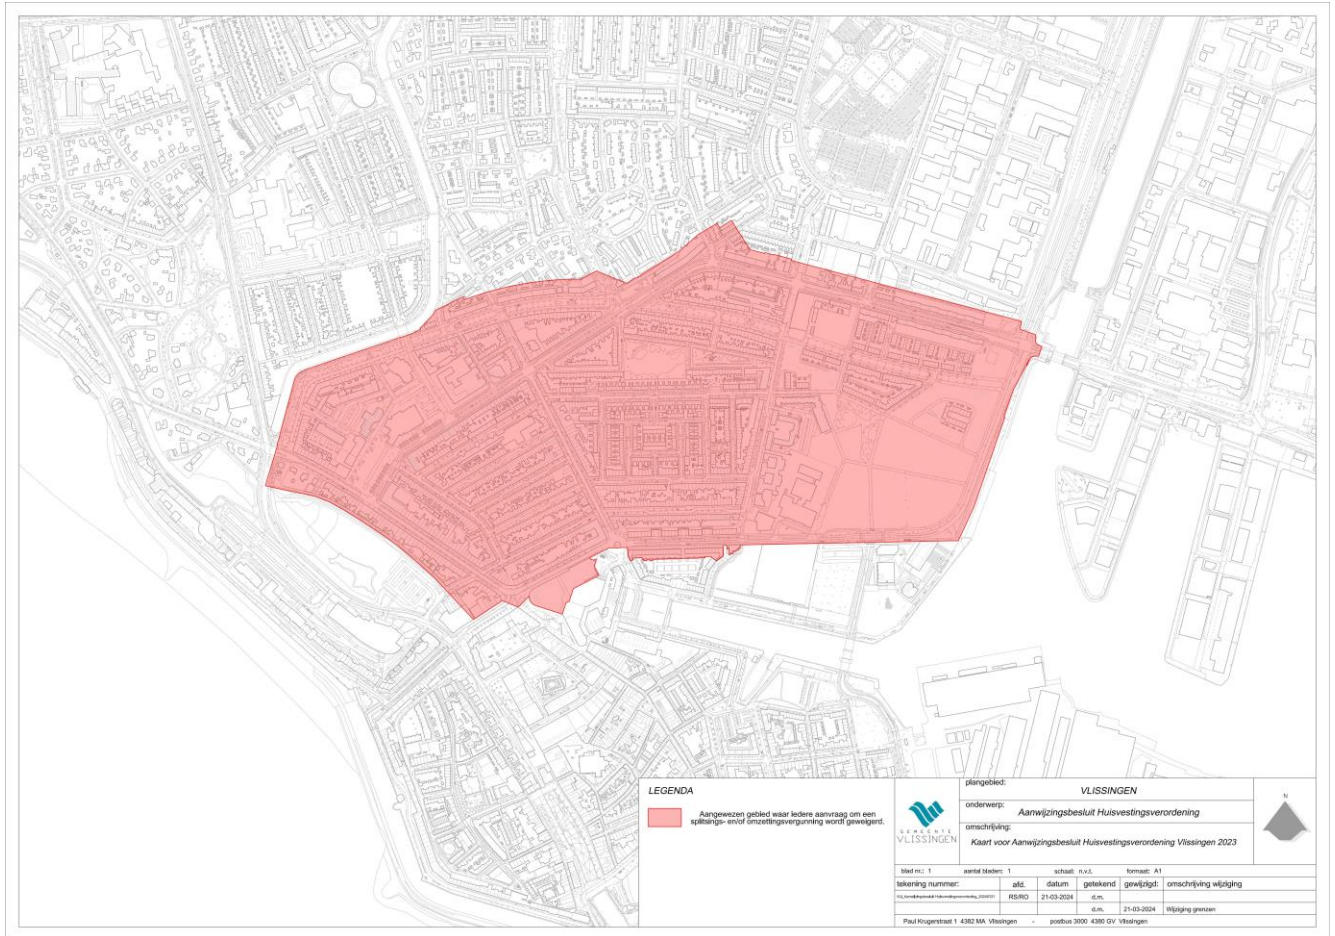 LEGENDA
Aangewezen gebied waar iedere aanvraag om een
splitsings- en/of omzettingsvergunning wordt geweigerd.
GEMEENTE
VLISSINGEN
plangebied:
VLISSINGEN
onderwerp:
Aanwijzingsbesluit Huisvestingsverordening
omschrijving:
Kaart voor Aanwijzingsbesluit Huisvestingsverordening Vlissingen 2023
N
blad nr.: 1 aantal bladen: 1 schaal: n.v.t. formaat: A1
tekening nummer: afd. datum getekend gewijzigd: omschrijving wijziging
RS/RO 21-03-2024 d.m.
d.m. 21-03-2024 Wijziging grenzen
Paul Krugerstraat 1 4382 MA Vlissingen - postbus 3000 4380 GV Vlissingen